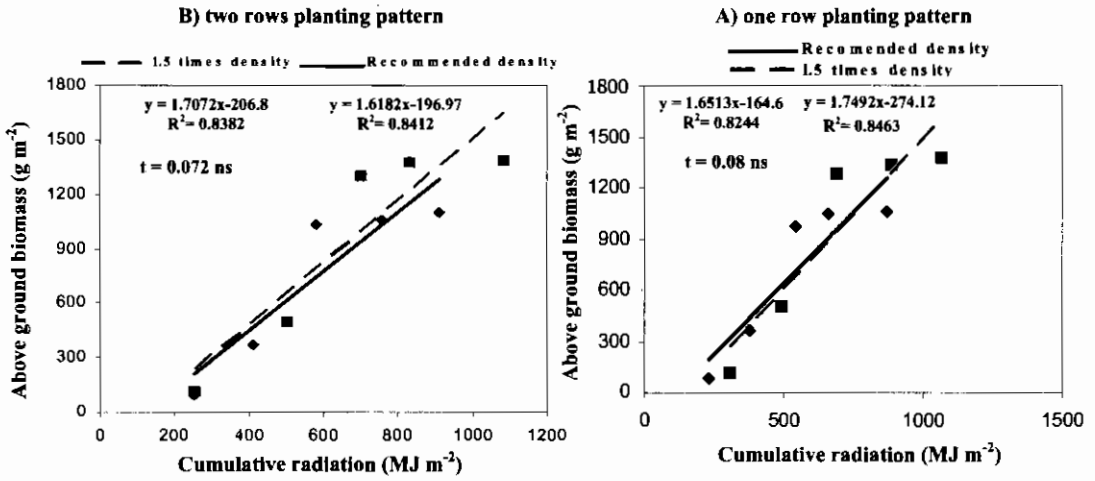 B) two rows planting pattern
1.5 times density Recommended density
y = 1.7072x-206.8 y = 1.6182x-196.97
R²= 0.8382 R²= 0.8412
t = 0.072 ns
Above ground biomass (g m⁻²)
1800
1500
1200
900
600
300
0
0 200 400 600 800 1000 1200
Cumulative radiation (MJ m⁻²)
A) one row planting pattern
Recomended density
1.5 times density
y = 1.6513x-164.6 y = 1.7492x-274.12
R²= 0.8244 R²= 0.8463
t = 0.08 ns
Above ground biomass (g m⁻²)
1800
1500
1200
900
600
300
0
0 500 1000 1500
Cumulative radiation (MJ m⁻²)